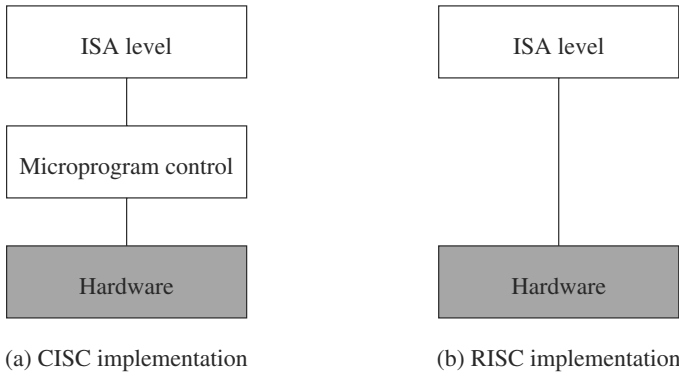 ISA level
Microprogram control
Hardware
(a) CISC implementation
ISA level
Hardware
(b) RISC implementation